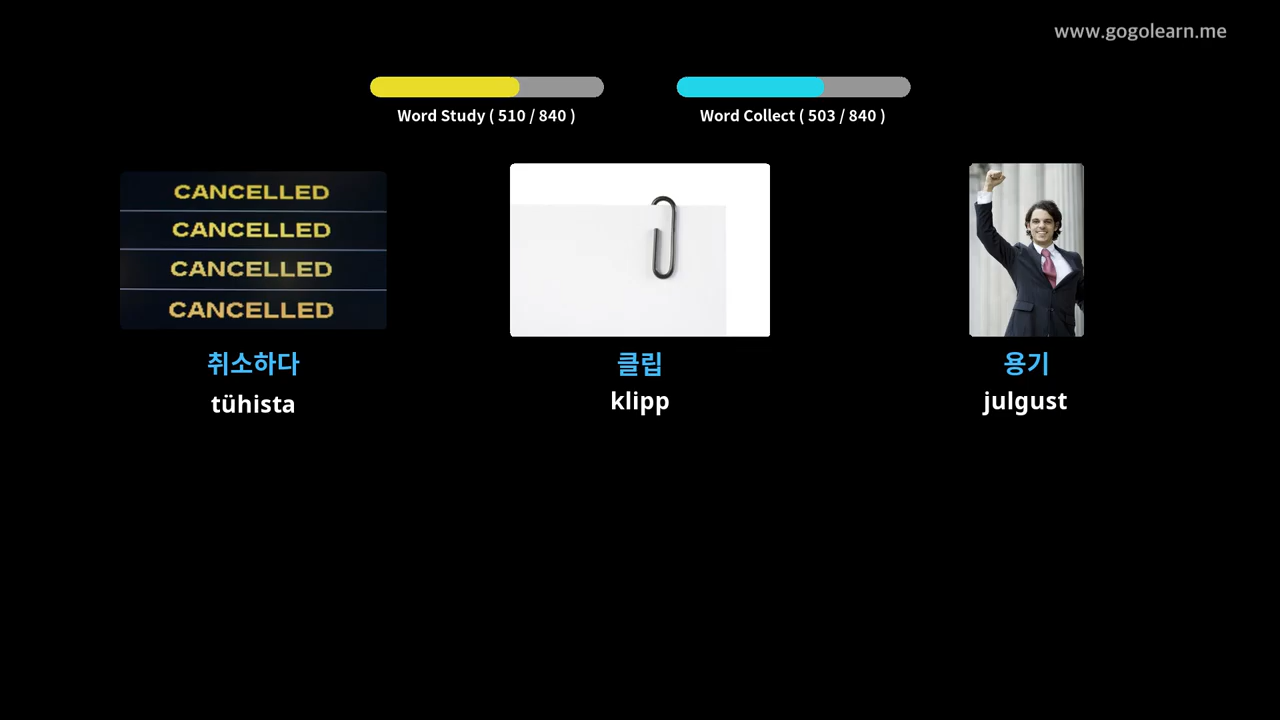 www.gogolearn.me
Word Study ( 510 / 840 )
Word Collect ( 503 / 840 )
CANCELLED
CANCELLED
CANCELLED
CANCELLED
취소하다
tühista
클립
klipp
용기
julgust